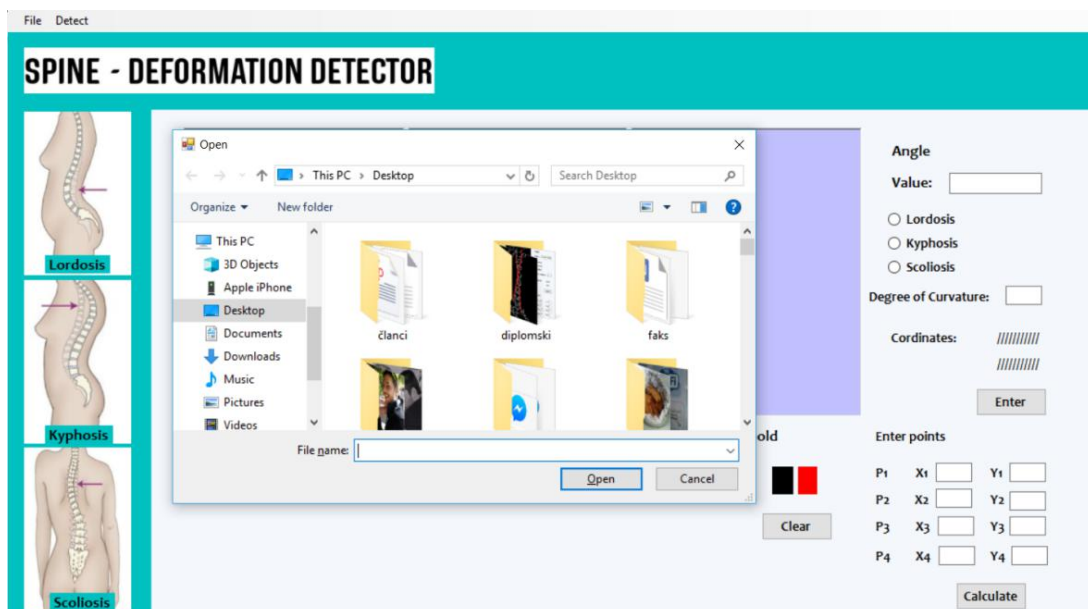 File Detect
SPINE - DEFORMATION DETECTOR
Lordosis
Kyphosis
Scoliosis
Open
This PC > Desktop
Search Desktop
Organize
New folder
This PC
3D Objects
Apple iPhone
Desktop
Documents
Downloads
Music
Pictures
Videos
članci
diplomski
faks
File name:
Open
Cancel
old
Clear
Angle
Value:
Lordosis
Kyphosis
Scoliosis
Degree of Curvature:
Cordinates: ///////////
///////////
Enter
Enter points
P1 X1 Y1
P2 X2 Y2
P3 X3 Y3
P4 X4 Y4
Calculate